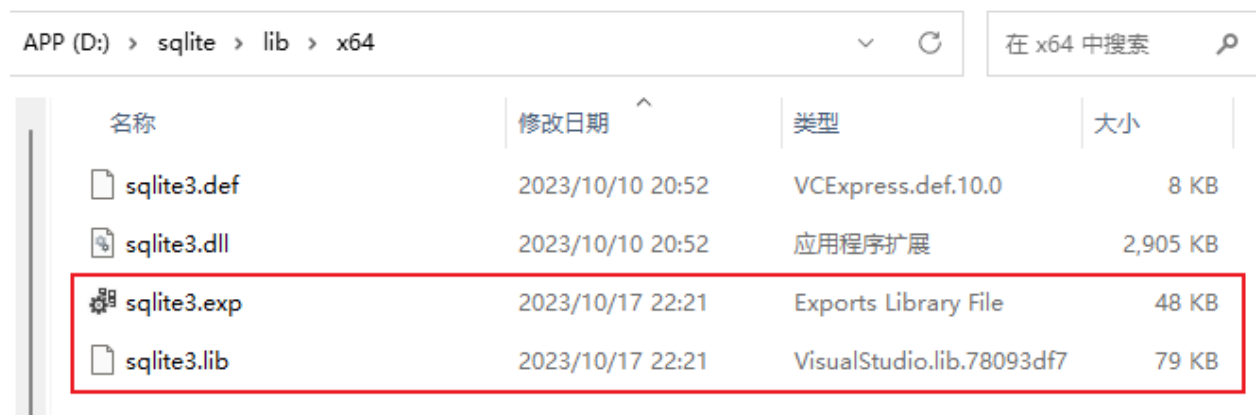 APP (D:) › sqlite › lib › x64 在 x64 中搜索
名称 修改日期 类型 大小
sqlite3.def 2023/10/10 20:52 VCExpress.def.10.0 8 KB
sqlite3.dll 2023/10/10 20:52 应用程序扩展 2,905 KB
sqlite3.exp 2023/10/17 22:21 Exports Library File 48 KB
sqlite3.lib 2023/10/17 22:21 VisualStudio.lib.78093df7 79 KB